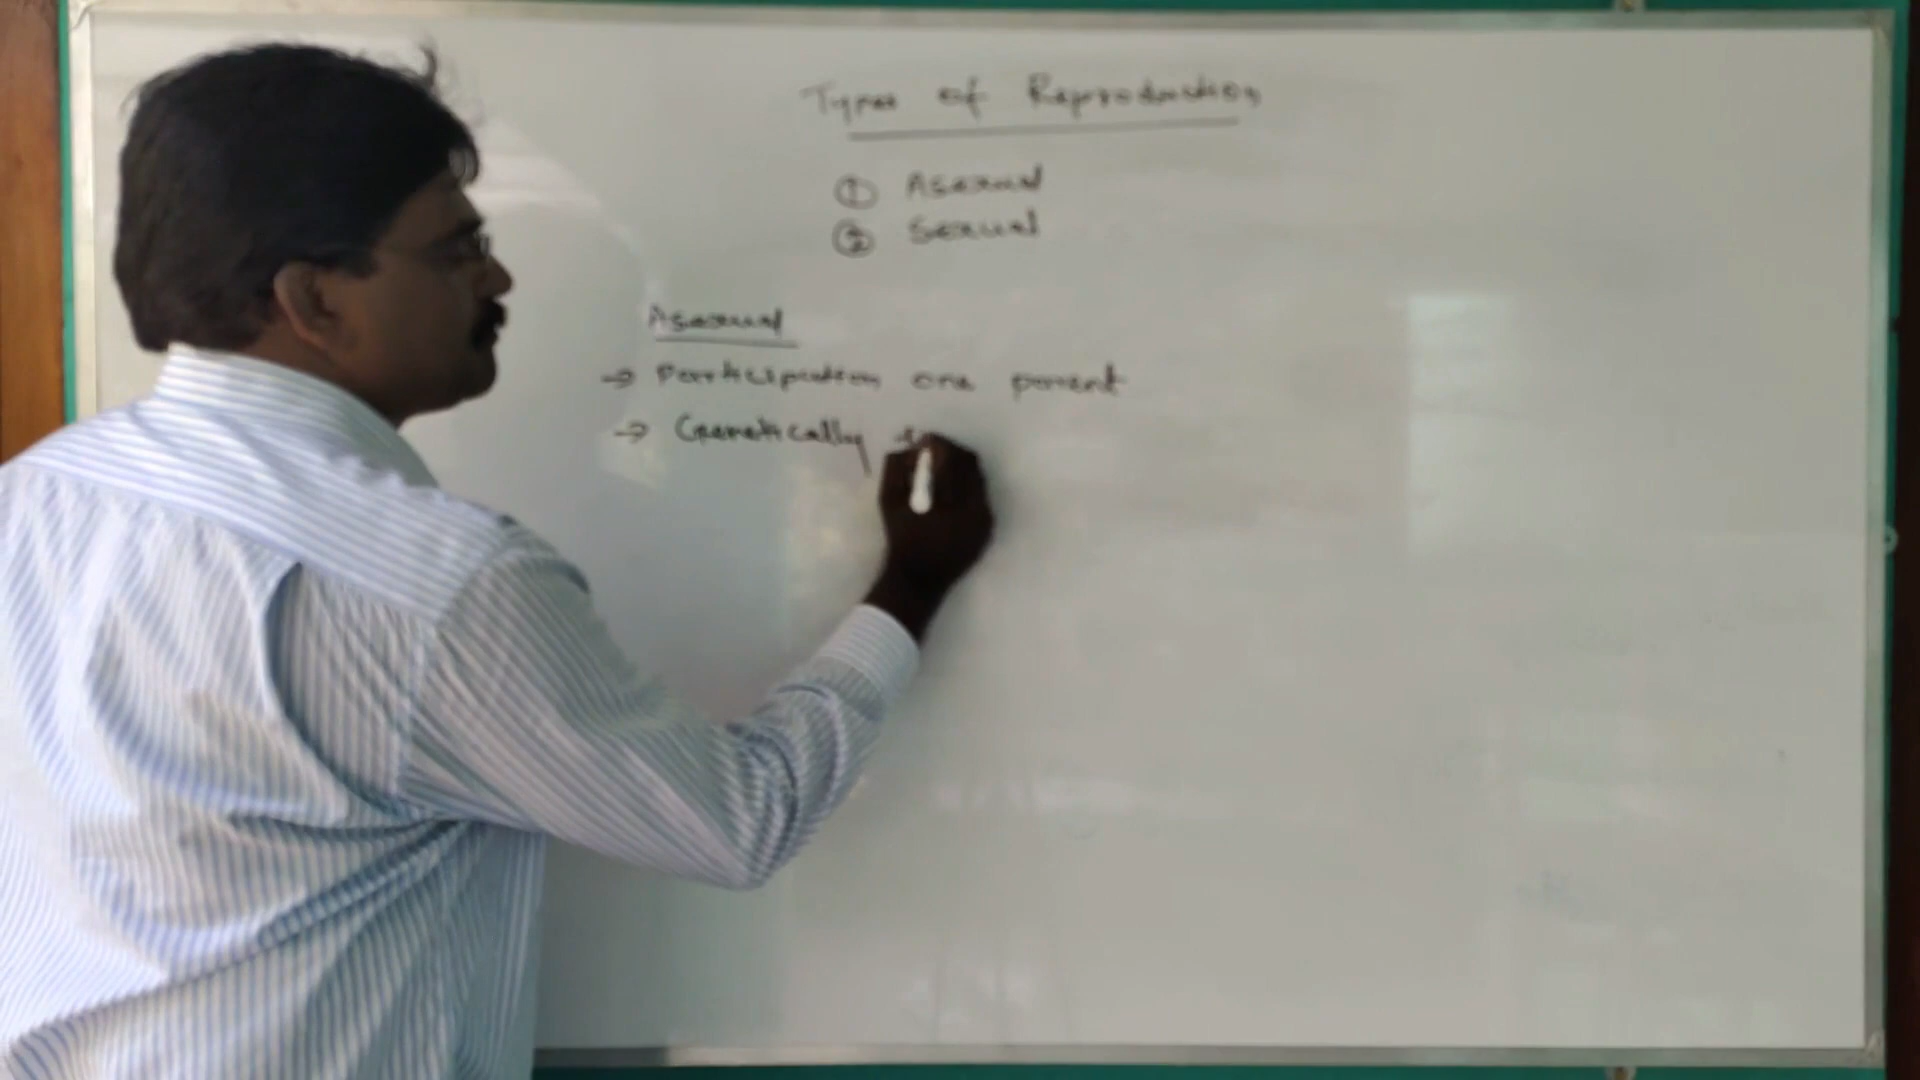 Types of Reproduction
① Asexual
② Sexual
Asexual
→ Participation one parent
→ Genetically